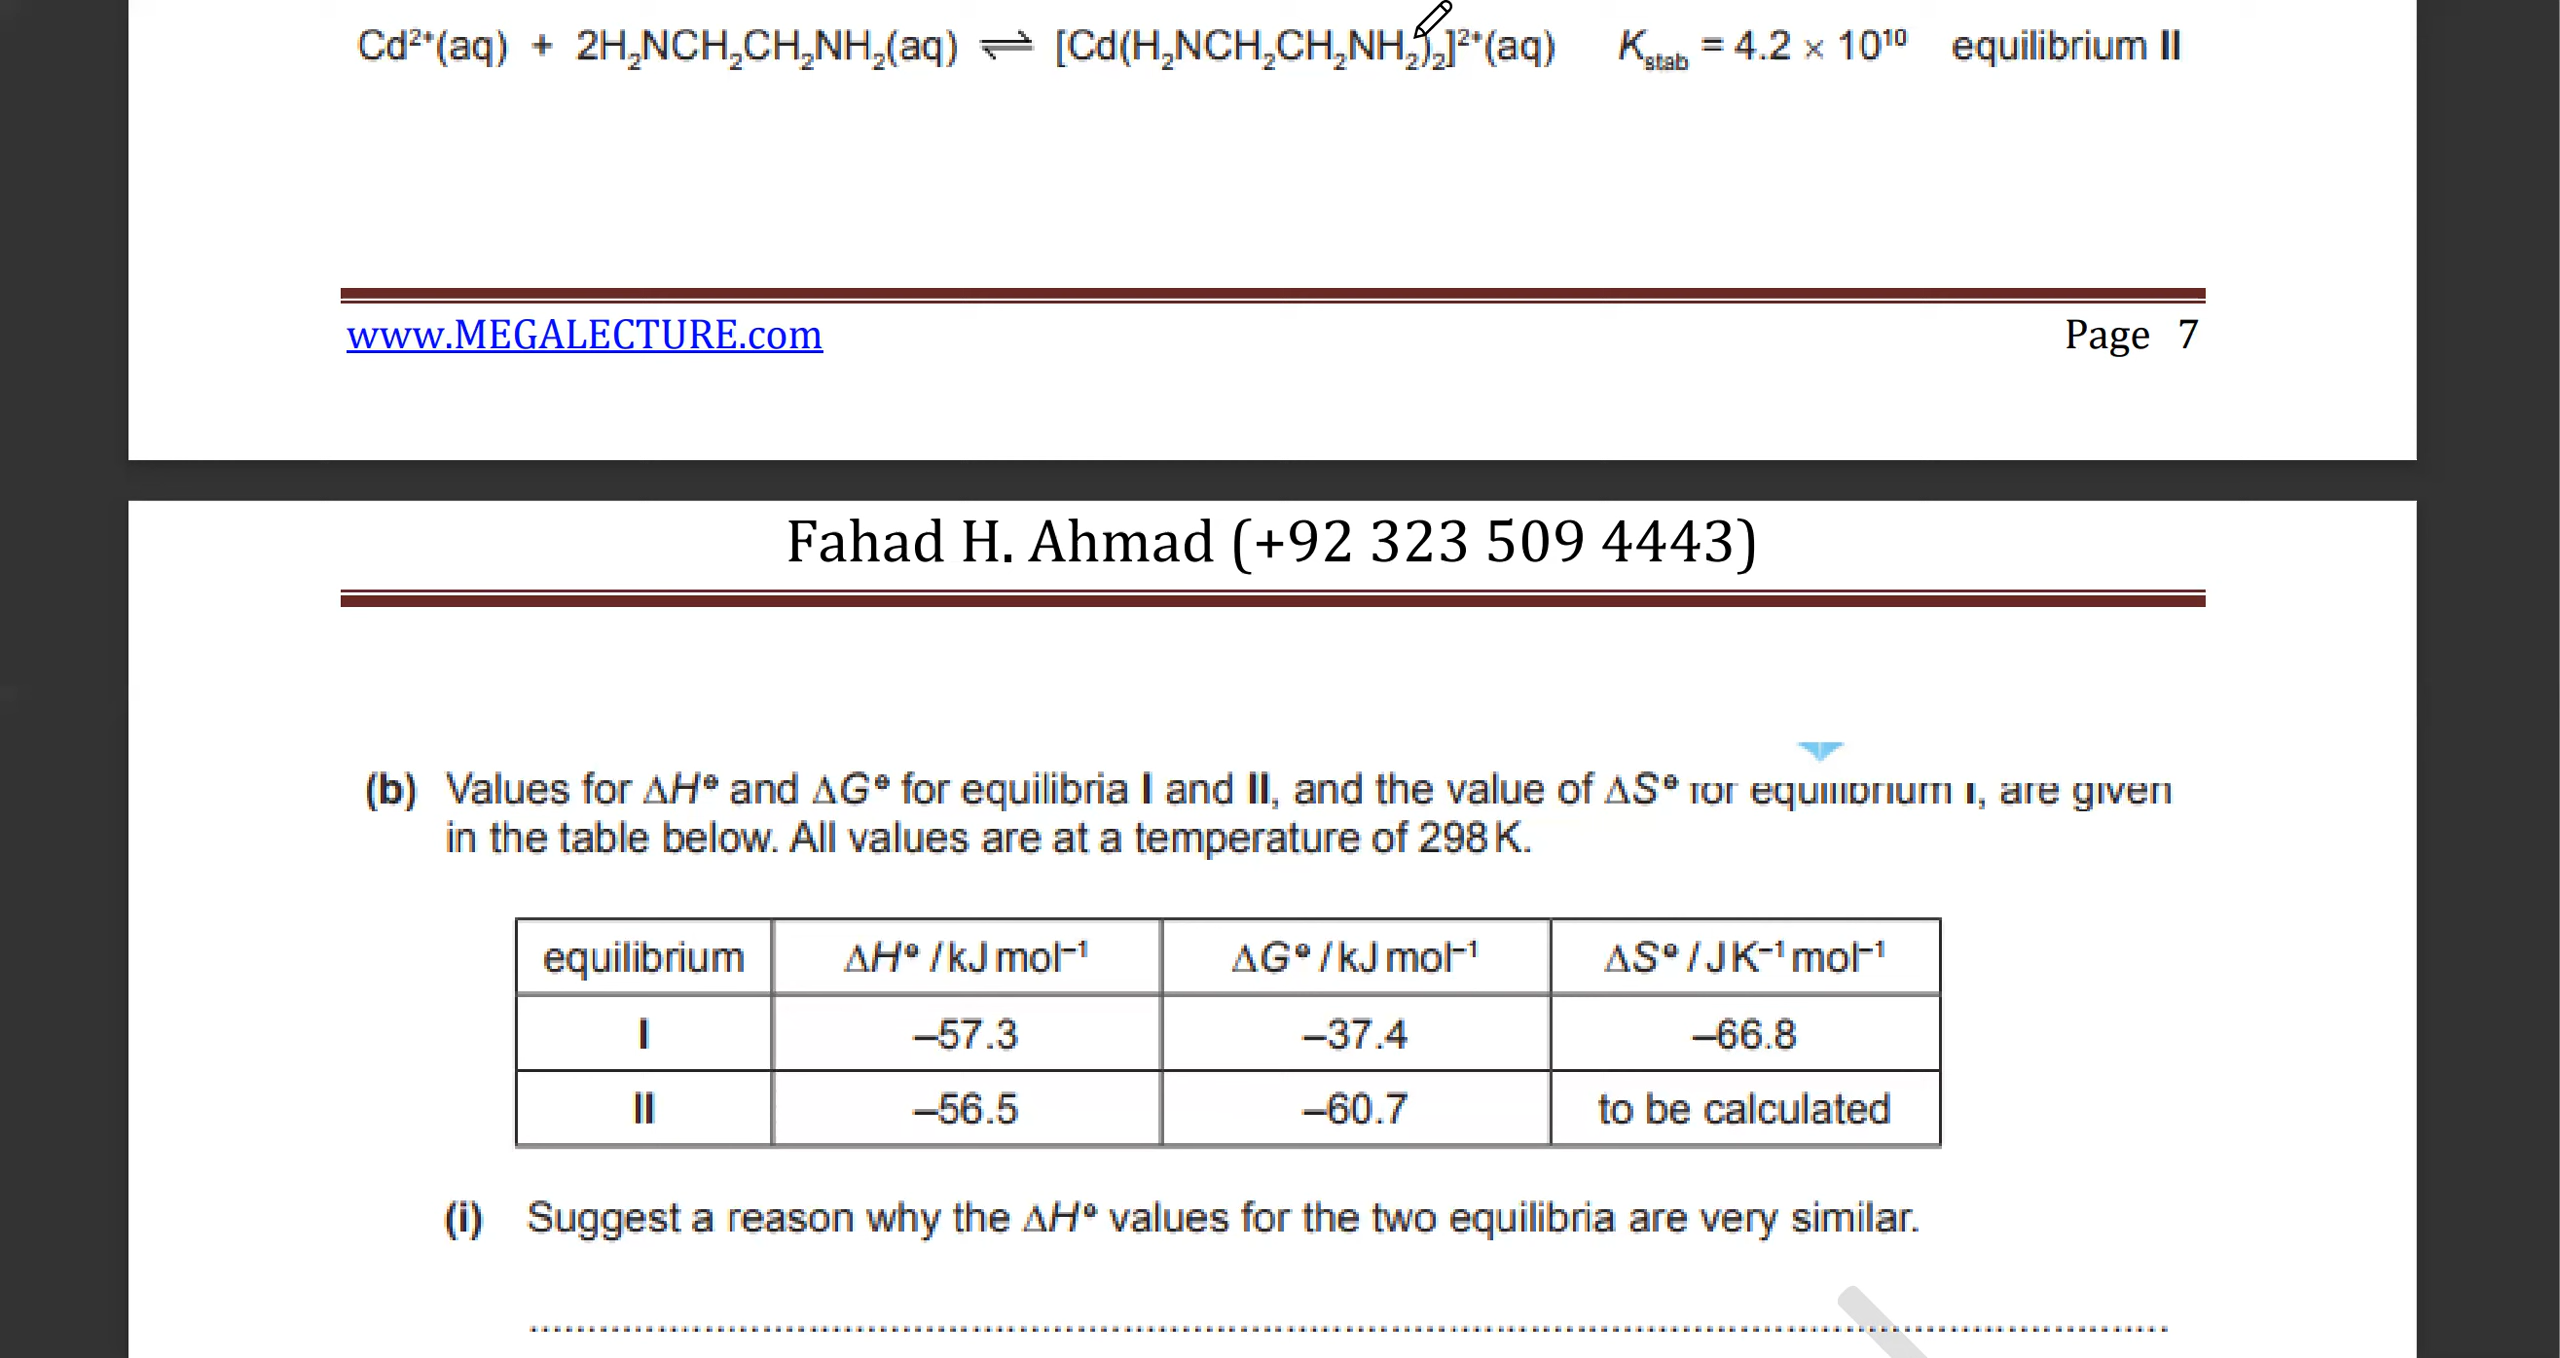 Cd²⁺(aq) + 2H₂NCH₂CH₂NH₂(aq) ⇌ [Cd(H₂NCH₂CH₂NH₂)₂]²⁺(aq) K_stab = 4.2 × 10¹⁰ equilibrium II
www.MEGALECTURE.com Page 7
Fahad H. Ahmad (+92 323 509 4443)
(b) Values for ΔH⦵ and ΔG⦵ for equilibria I and II, and the value of ΔS⦵ for equilibrium I, are given
in the table below. All values are at a temperature of 298 K.
equilibrium ΔH⦵ / kJ mol⁻¹ ΔG⦵ / kJ mol⁻¹ ΔS⦵ / J K⁻¹ mol⁻¹
I –57.3 –37.4 –66.8
II –56.5 –60.7 to be calculated
(i) Suggest a reason why the ΔH⦵ values for the two equilibria are very similar.